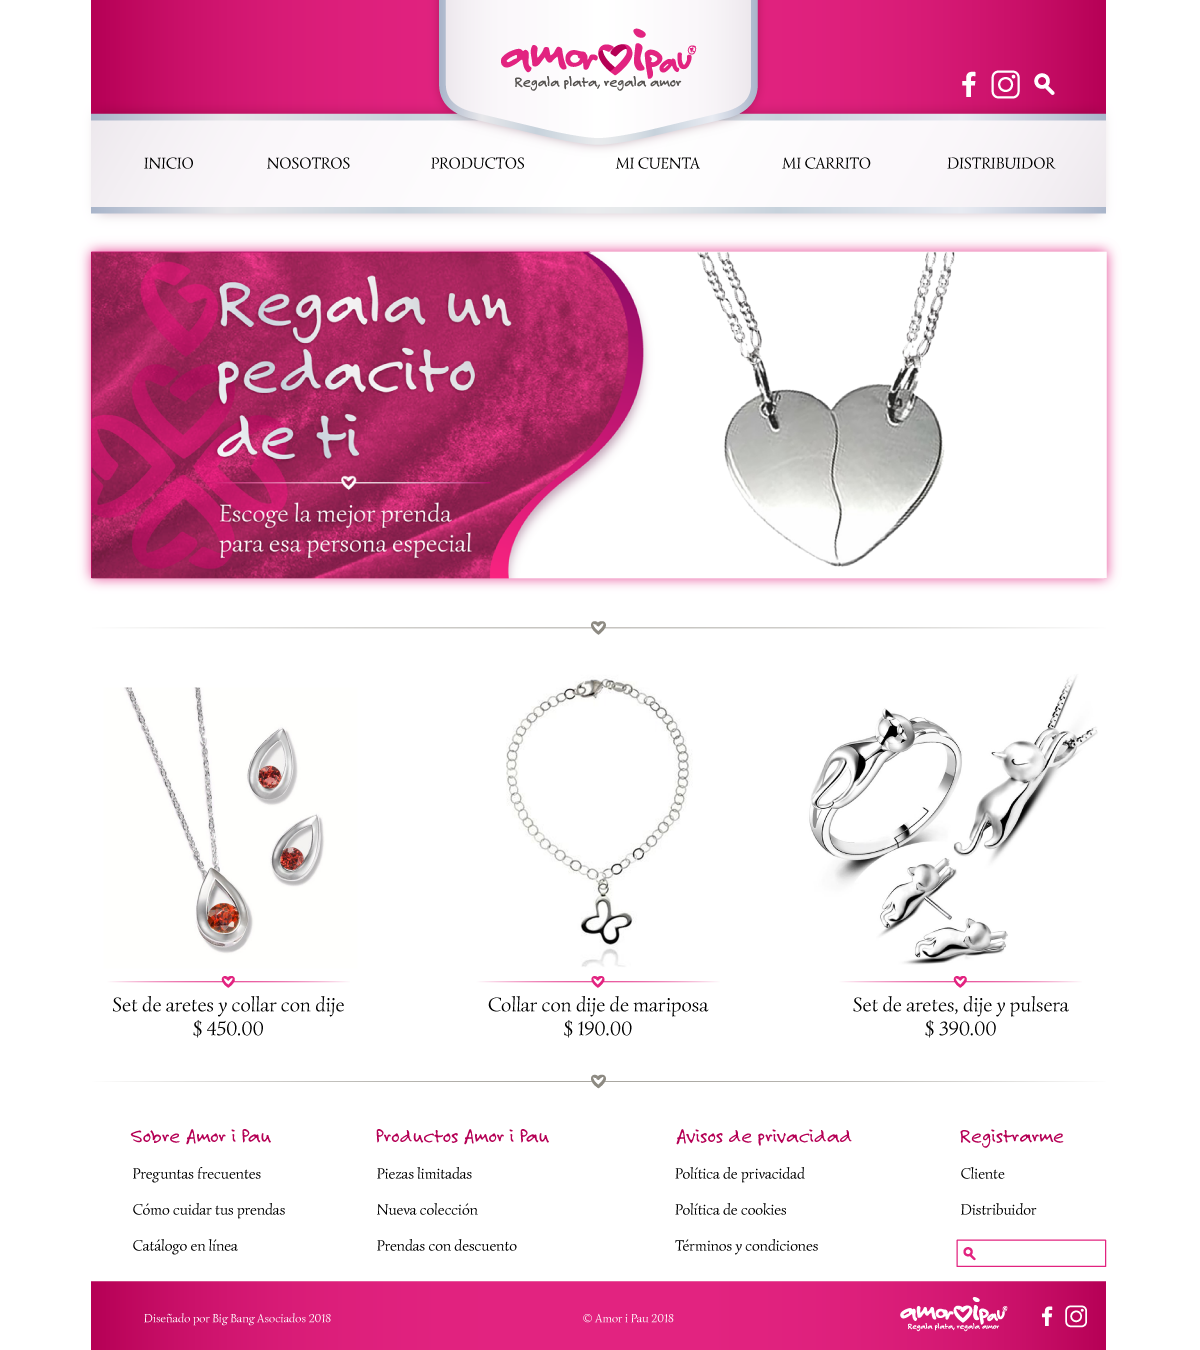 amor i pau®
Regala plata, regala amor
INICIO NOSOTROS PRODUCTOS MI CUENTA MI CARRITO DISTRIBUIDOR
Regala un
pedacito
de ti
Escoge la mejor prenda
para esa persona especial
Set de aretes y collar con dije
$ 450.00
Collar con dije de mariposa
$ 190.00
Set de aretes, dije y pulsera
$ 390.00
Sobre Amor i Pau
Preguntas frecuentes
Cómo cuidar tus prendas
Catálogo en línea
Productos Amor i Pau
Piezas limitadas
Nueva colección
Prendas con descuento
Avisos de privacidad
Política de privacidad
Política de cookies
Términos y condiciones
Registrarme
Cliente
Distribuidor
Diseñado por Big Bang Asociados 2018
© Amor i Pau 2018
amor i pau
Regala plata, regala amor